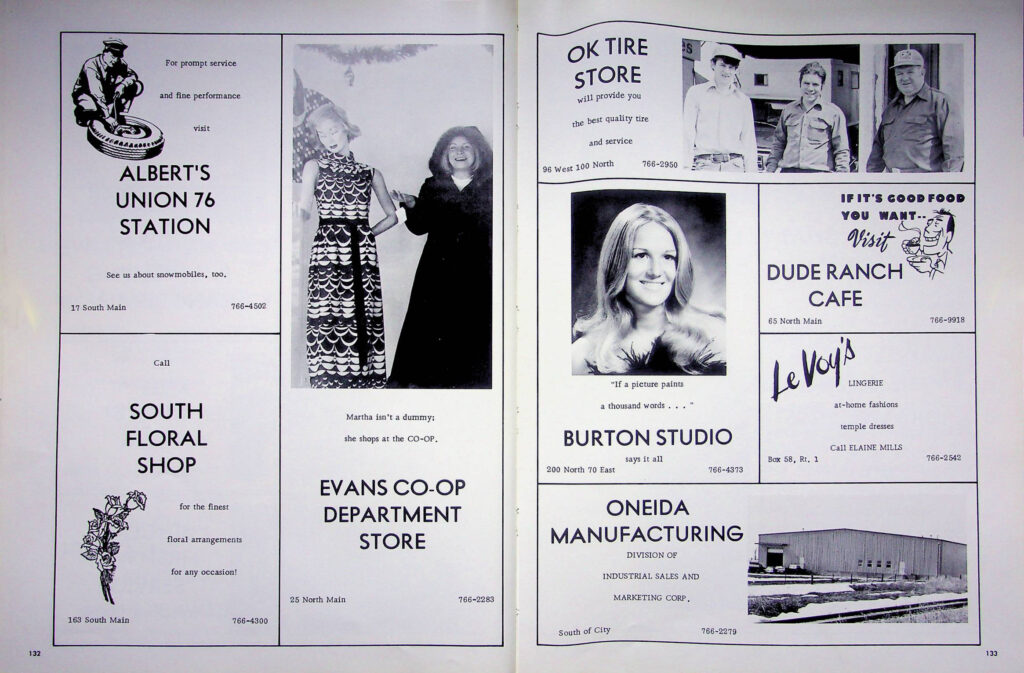 For prompt service
and fine performance
visit
ALBERT'S
UNION 76
STATION
See us about snowmobiles, too.
17 South Main 766-4502
Call
SOUTH
FLORAL
SHOP
for the finest
floral arrangements
for any occasion!
163 South Main 766-4300
Martha isn't a dummy;
she shops at the CO-OP.
EVANS CO-OP
DEPARTMENT
STORE
25 North Main 766-2283
132
OK TIRE
STORE
will provide you
the best quality tire
and service
96 West 100 North 766-2950
es
"If a picture paints
a thousand words . . . "
BURTON STUDIO
says it all
200 North 70 East 766-4373
IF IT'S GOOD FOOD
YOU WANT--
Visit
DUDE RANCH
CAFE
65 North Main 766-9918
LeVoy's
LINGERIE
at-home fashions
temple dresses
Call ELAINE MILLS
Box 58, Rt. 1 766-2542
ONEIDA
MANUFACTURING
DIVISION OF
INDUSTRIAL SALES AND
MARKETING CORP.
South of City 766-2279
133